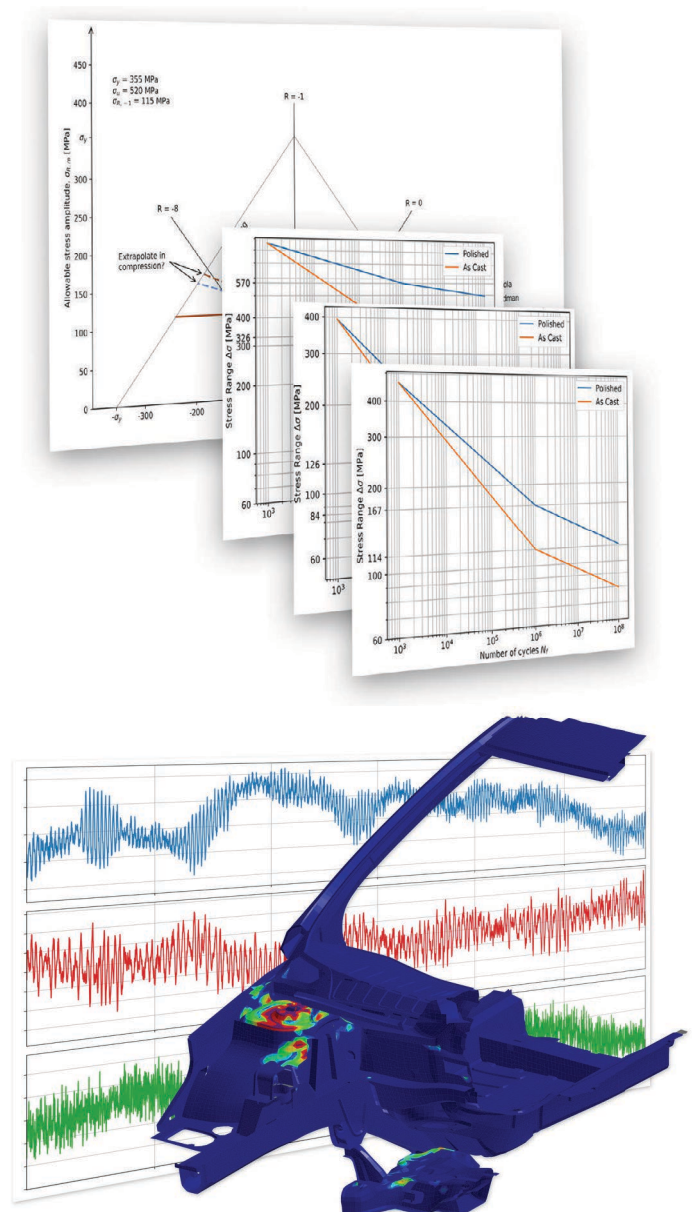 450
400
σy
300
250
200
150
100
50
0
Allowable stress amplitude, σR, m [MPa]
σy = 355 MPa
σu = 520 MPa
σR, −1 = 115 MPa
R = -1
R = -8
R = 0
Extrapolate in
compression?
-σy
-300
-200
Polished
As Cast
570
400
326
300
200
100
60
Stress Range Δσ [MPa]
10³
Polished
As Cast
400
300
200
126
100
84
60
Stress Range Δσ [MPa]
10³
Polished
As Cast
400
300
200
167
114
100
60
Stress Range Δσ [MPa]
10³
10⁴
10⁵
10⁶
10⁷
10⁸
Number of cycles Nf